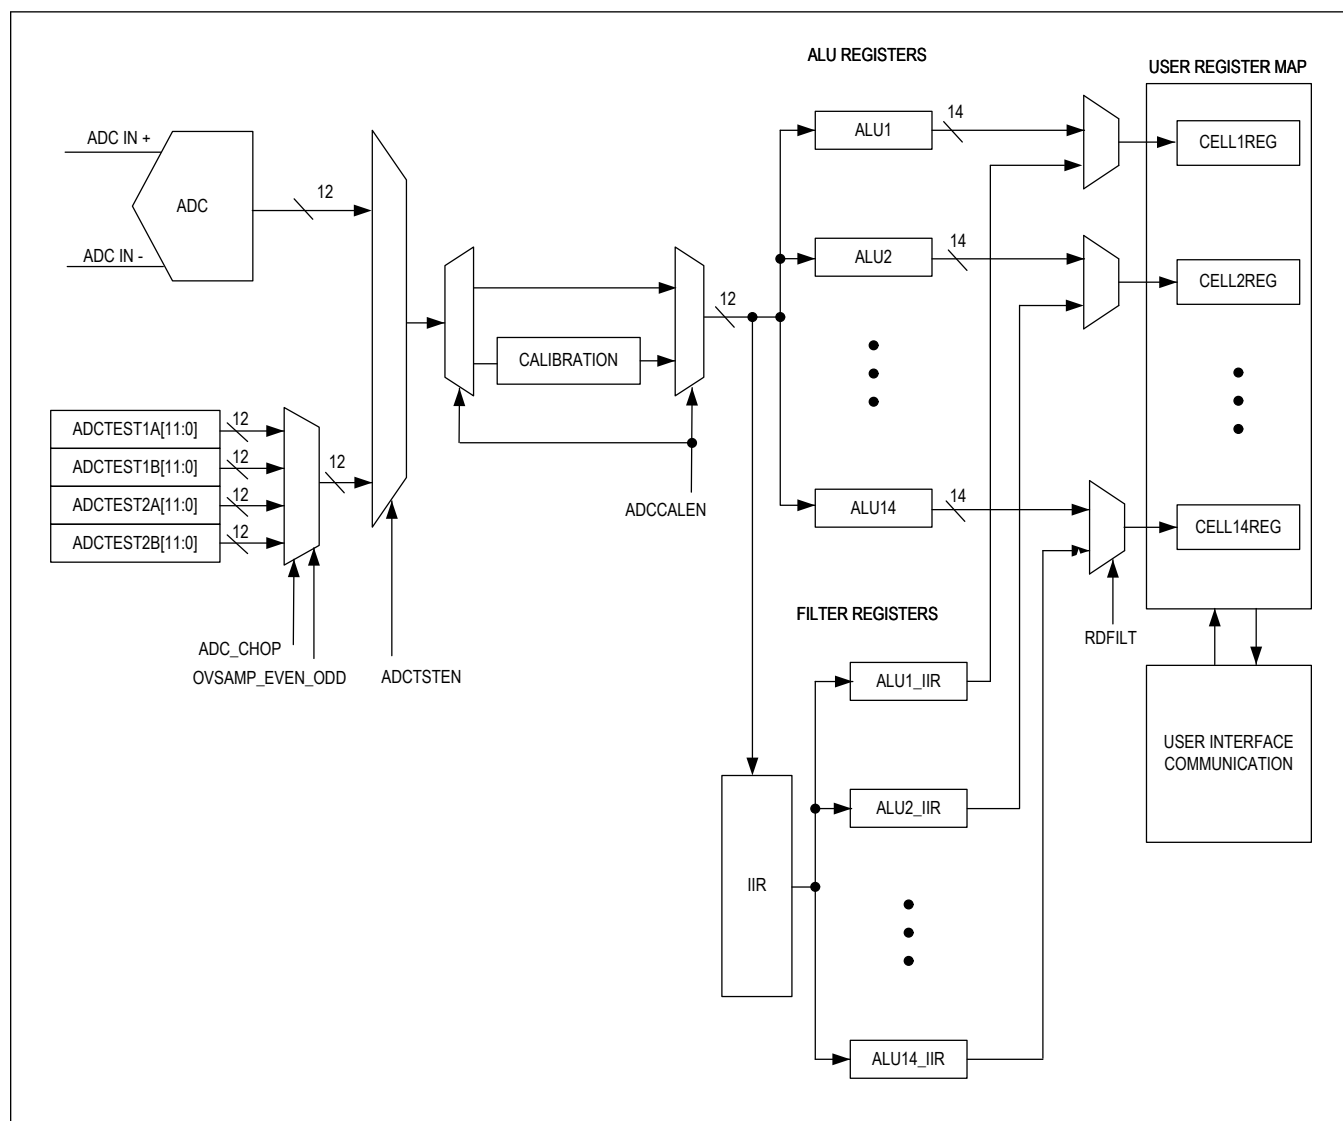 ALU REGISTERS
USER REGISTER MAP
ADC IN +
ADC
ADC IN -
12
ALU1
14
CELL1REG
ALU2
14
CELL2REG
12
CALIBRATION
ADCTEST1A[11:0]
12
ADCTEST1B[11:0]
12
ADCTEST2A[11:0]
12
ADCTEST2B[11:0]
12
12
ADCCALEN
ALU14
14
CELL14REG
ADC_CHOP
OVSAMP_EVEN_ODD
ADCTSTEN
FILTER REGISTERS
RDFILT
ALU1_IIR
ALU2_IIR
IIR
ALU14_IIR
USER INTERFACE
COMMUNICATION